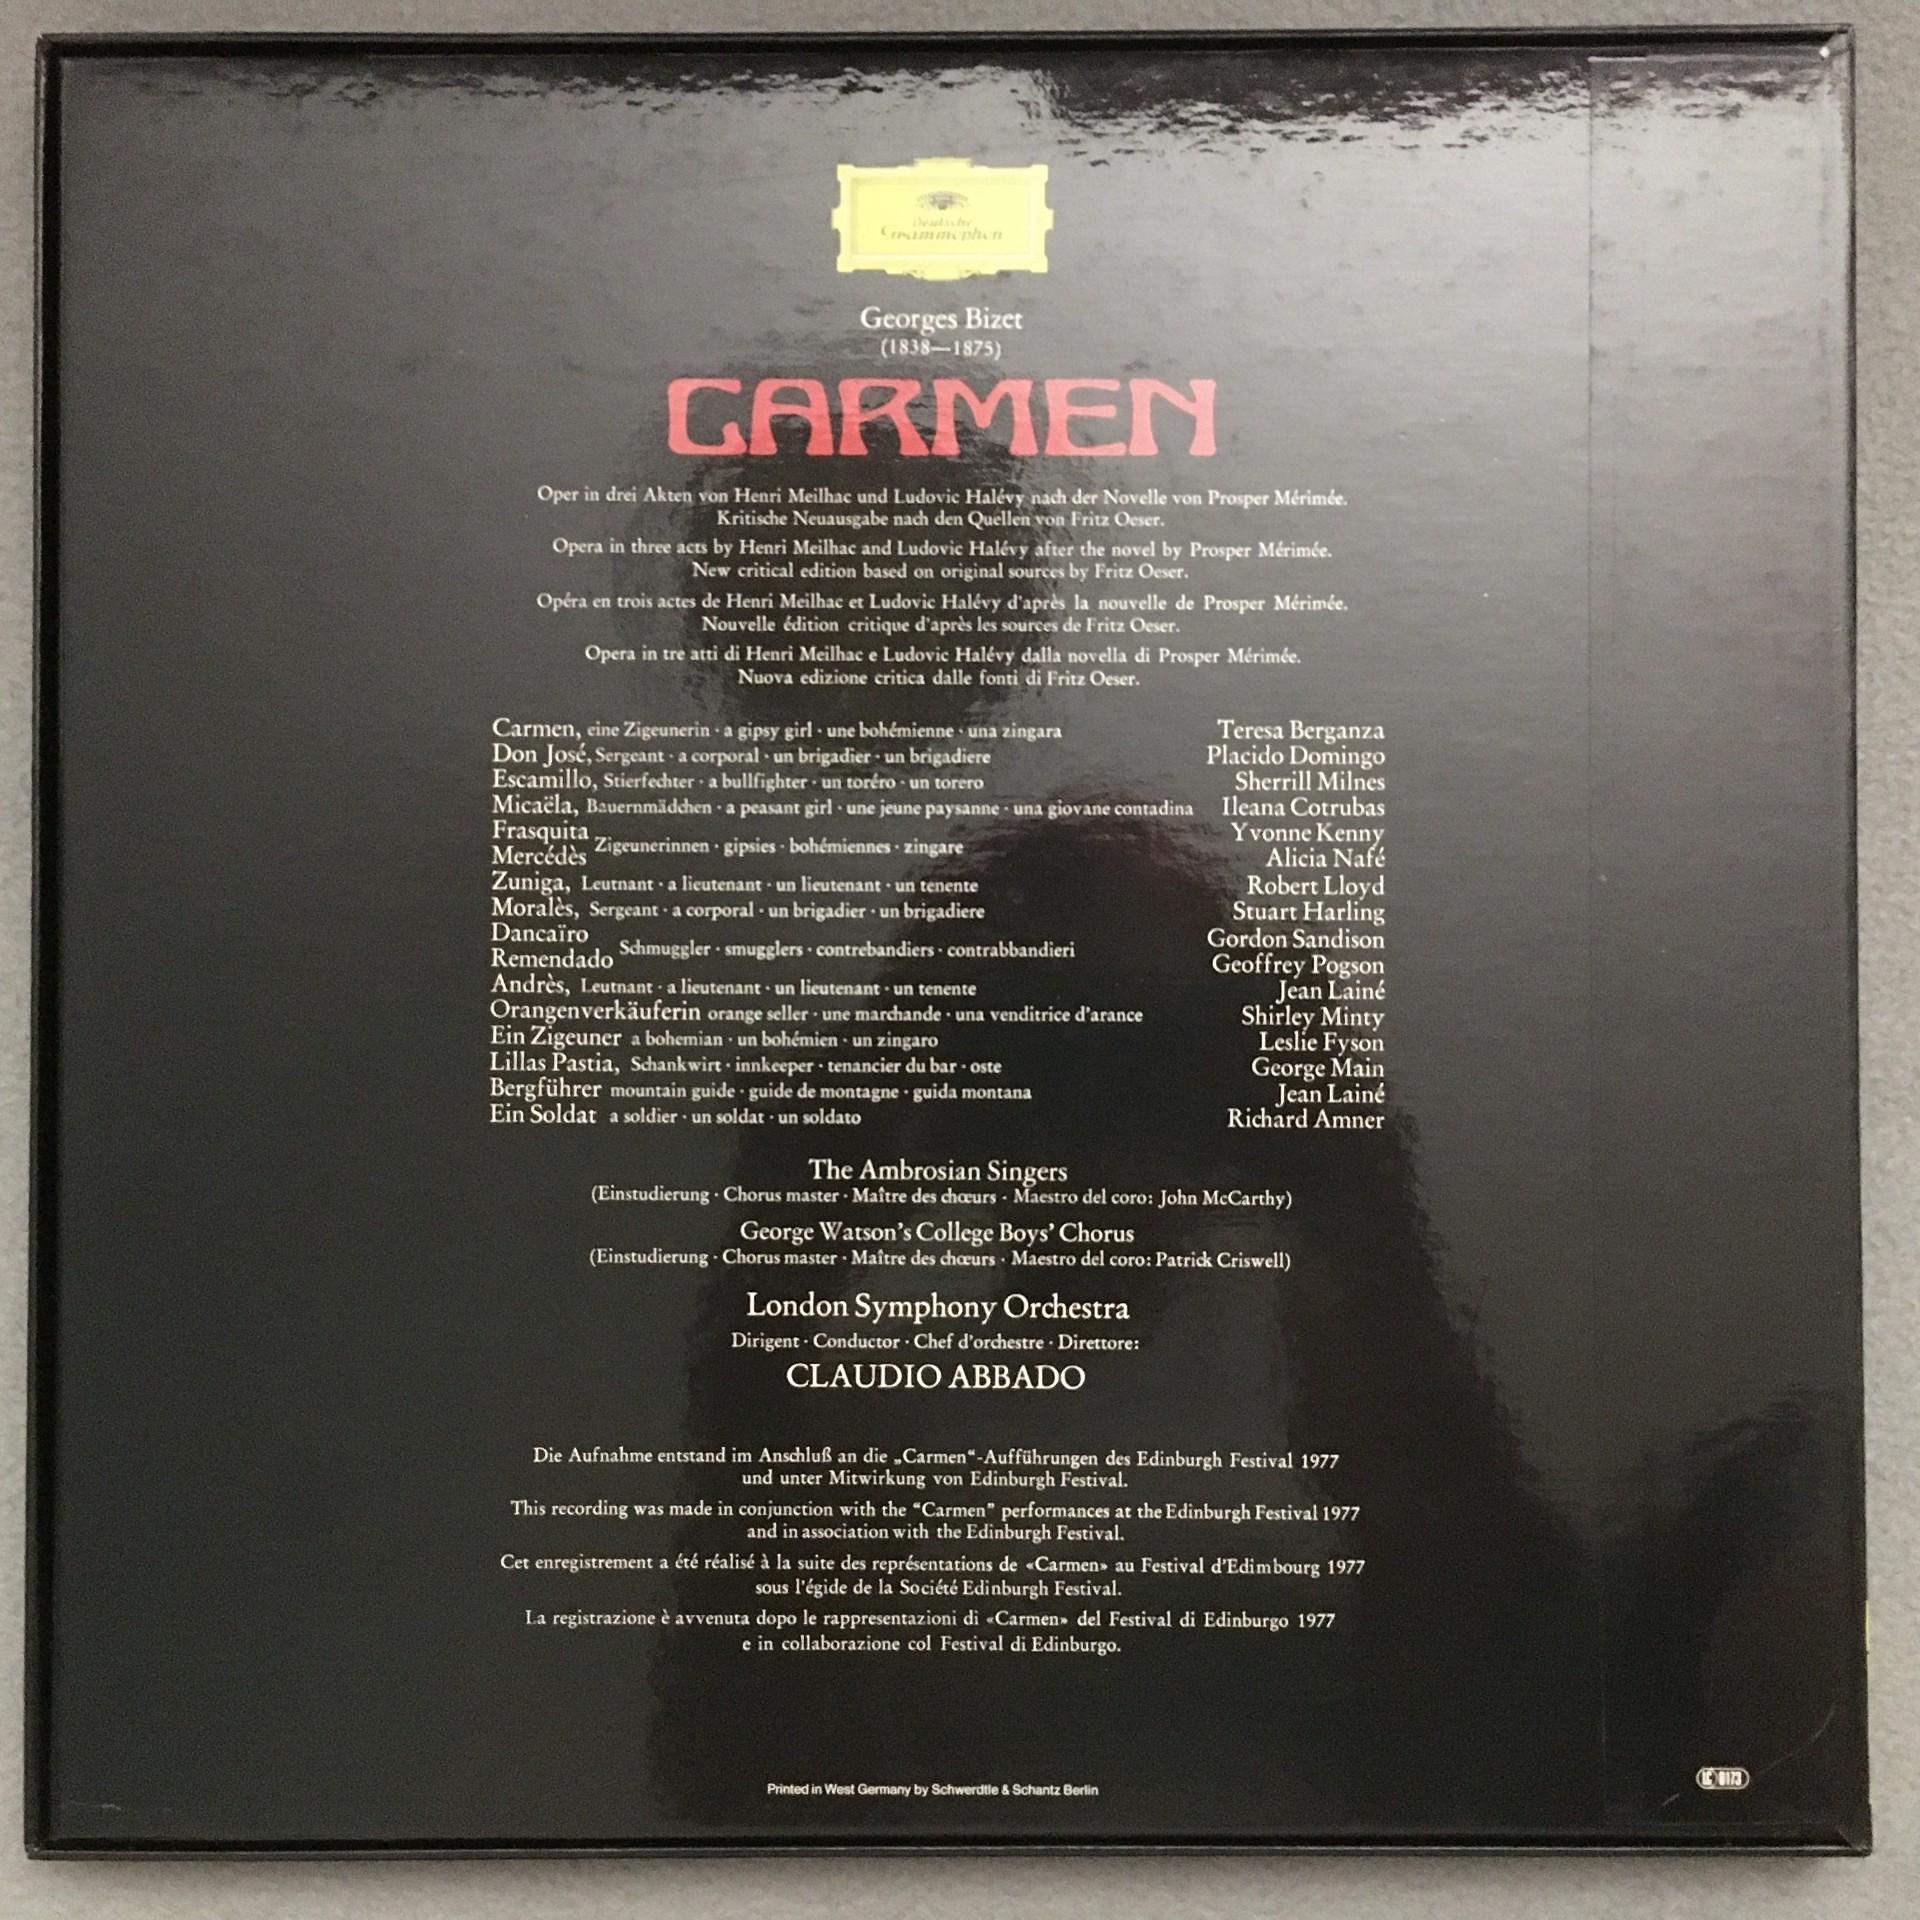 Deutsche
Grammophon
Georges Bizet
(1838—1875)
CARMEN
Oper in drei Akten von Henri Meilhac und Ludovic Halévy nach der Novelle von Prosper Mérimée.
Kritische Neuausgabe nach den Quellen von Fritz Oeser.
Opera in three acts by Henri Meilhac and Ludovic Halévy after the novel by Prosper Mérimée.
New critical edition based on original sources by Fritz Oeser.
Opéra en trois actes de Henri Meilhac et Ludovic Halévy d'après la nouvelle de Prosper Mérimée.
Nouvelle édition critique d'après les sources de Fritz Oeser.
Opera in tre atti di Henri Meilhac e Ludovic Halévy dalla novella di Prosper Mérimée.
Nuova edizione critica dalle fonti di Fritz Oeser.
Carmen, eine Zigeunerin · a gipsy girl · une bohémienne · una zingara Teresa Berganza
Don José, Sergeant · a corporal · un brigadier · un brigadiere Placido Domingo
Escamillo, Stierfechter · a bullfighter · un toréro · un torero Sherrill Milnes
Micaëla, Bauernmädchen · a peasant girl · une jeune paysanne · una giovane contadina Ileana Cotrubas
Frasquita Yvonne Kenny
Zigeunerinnen · gipsies · bohémiennes · zingare
Mercédès Alicia Nafé
Zuniga, Leutnant · a lieutenant · un lieutenant · un tenente Robert Lloyd
Moralès, Sergeant · a corporal · un brigadier · un brigadiere Stuart Harling
Dancaïro Gordon Sandison
Schmuggler · smugglers · contrebandiers · contrabbandieri
Remendado Geoffrey Pogson
Andrès, Leutnant · a lieutenant · un lieutenant · un tenente Jean Lainé
Orangenverkäuferin orange seller · une marchande · una venditrice d'arance Shirley Minty
Ein Zigeuner a bohemian · un bohémien · un zingaro Leslie Fyson
Lillas Pastia, Schankwirt · innkeeper · tenancier du bar · oste George Main
Bergführer mountain guide · guide de montagne · guida montana Jean Lainé
Ein Soldat a soldier · un soldat · un soldato Richard Amner
The Ambrosian Singers
(Einstudierung · Chorus master · Maître des chœurs · Maestro del coro: John McCarthy)
George Watson's College Boys' Chorus
(Einstudierung · Chorus master · Maître des chœurs · Maestro del coro: Patrick Criswell)
London Symphony Orchestra
Dirigent · Conductor · Chef d'orchestre · Direttore:
CLAUDIO ABBADO
Die Aufnahme entstand im Anschluß an die „Carmen“-Aufführungen des Edinburgh Festival 1977
und unter Mitwirkung von Edinburgh Festival.
This recording was made in conjunction with the “Carmen” performances at the Edinburgh Festival 1977
and in association with the Edinburgh Festival.
Cet enregistrement a été réalisé à la suite des représentations de «Carmen» au Festival d'Edimbourg 1977
sous l'égide de la Société Edinburgh Festival.
La registrazione è avvenuta dopo le rappresentazioni di «Carmen» del Festival di Edinburgo 1977
e in collaborazione col Festival di Edinburgo.
Printed in West Germany by Schwerdtle & Schantz Berlin
LC 0173